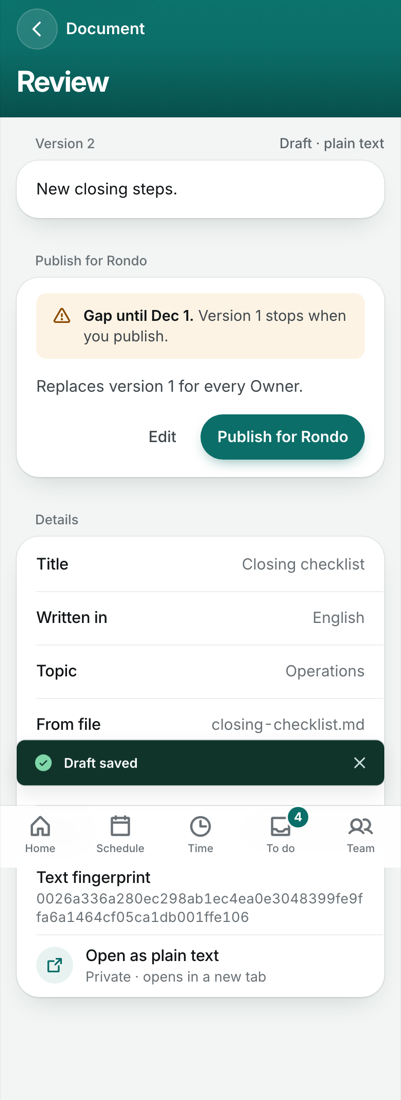 Document
Review
Version 2
Draft · plain text
New closing steps.
Publish for Rondo
Gap until Dec 1. Version 1 stops when
you publish.
Replaces version 1 for every Owner.
Edit
Publish for Rondo
Details
Title
Closing checklist
Written in
English
Topic
Operations
From file
closing-checklist.md
Draft saved
Home
Schedule
Time
4
To do
Team
Text fingerprint
0026a336a280ec298ab1ec4ea0e3048399fe9f
fa6a1464cf05ca1db001ffe106
Open as plain text
Private · opens in a new tab